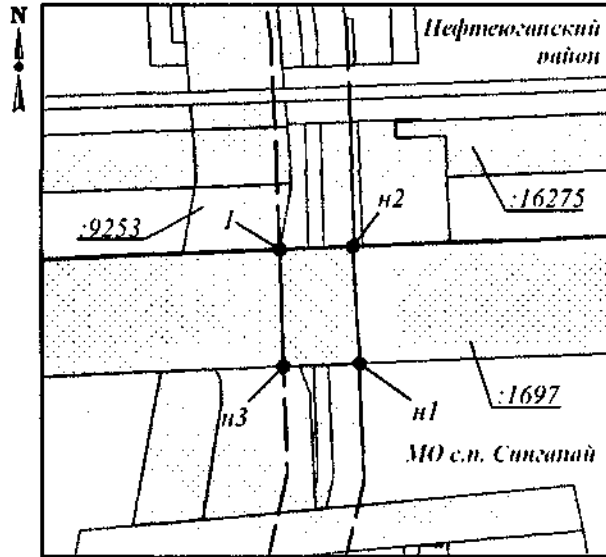 N
Нефтеюганский
район
:16275
н2
:9253
1
:1697
н1
н3
МО с.п. Сингапай